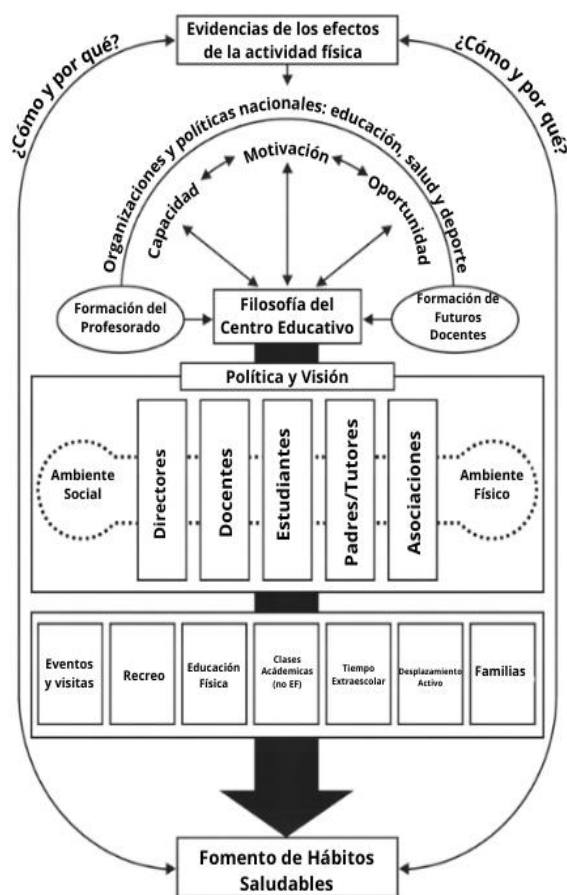 Evidencias de los efectos
de la actividad física
¿Cómo y por qué?
¿Cómo y por qué?
Organizaciones y políticas nacionales: educación, salud y deporte
Motivación
Capacidad
Oportunidad
Formación del
Profesorado
Filosofía del
Centro Educativo
Formación de
Futuros
Docentes
Política y Visión
Ambiente
Social
Directores
Docentes
Estudiantes
Padres/Tutores
Asociaciones
Ambiente
Físico
Eventos
y visitas
Recreo
Educación
Física
Clases
Acádemicas
(no EF)
Tiempo
Extraescolar
Desplazamiento
Activo
Familias
Fomento de Hábitos
Saludables